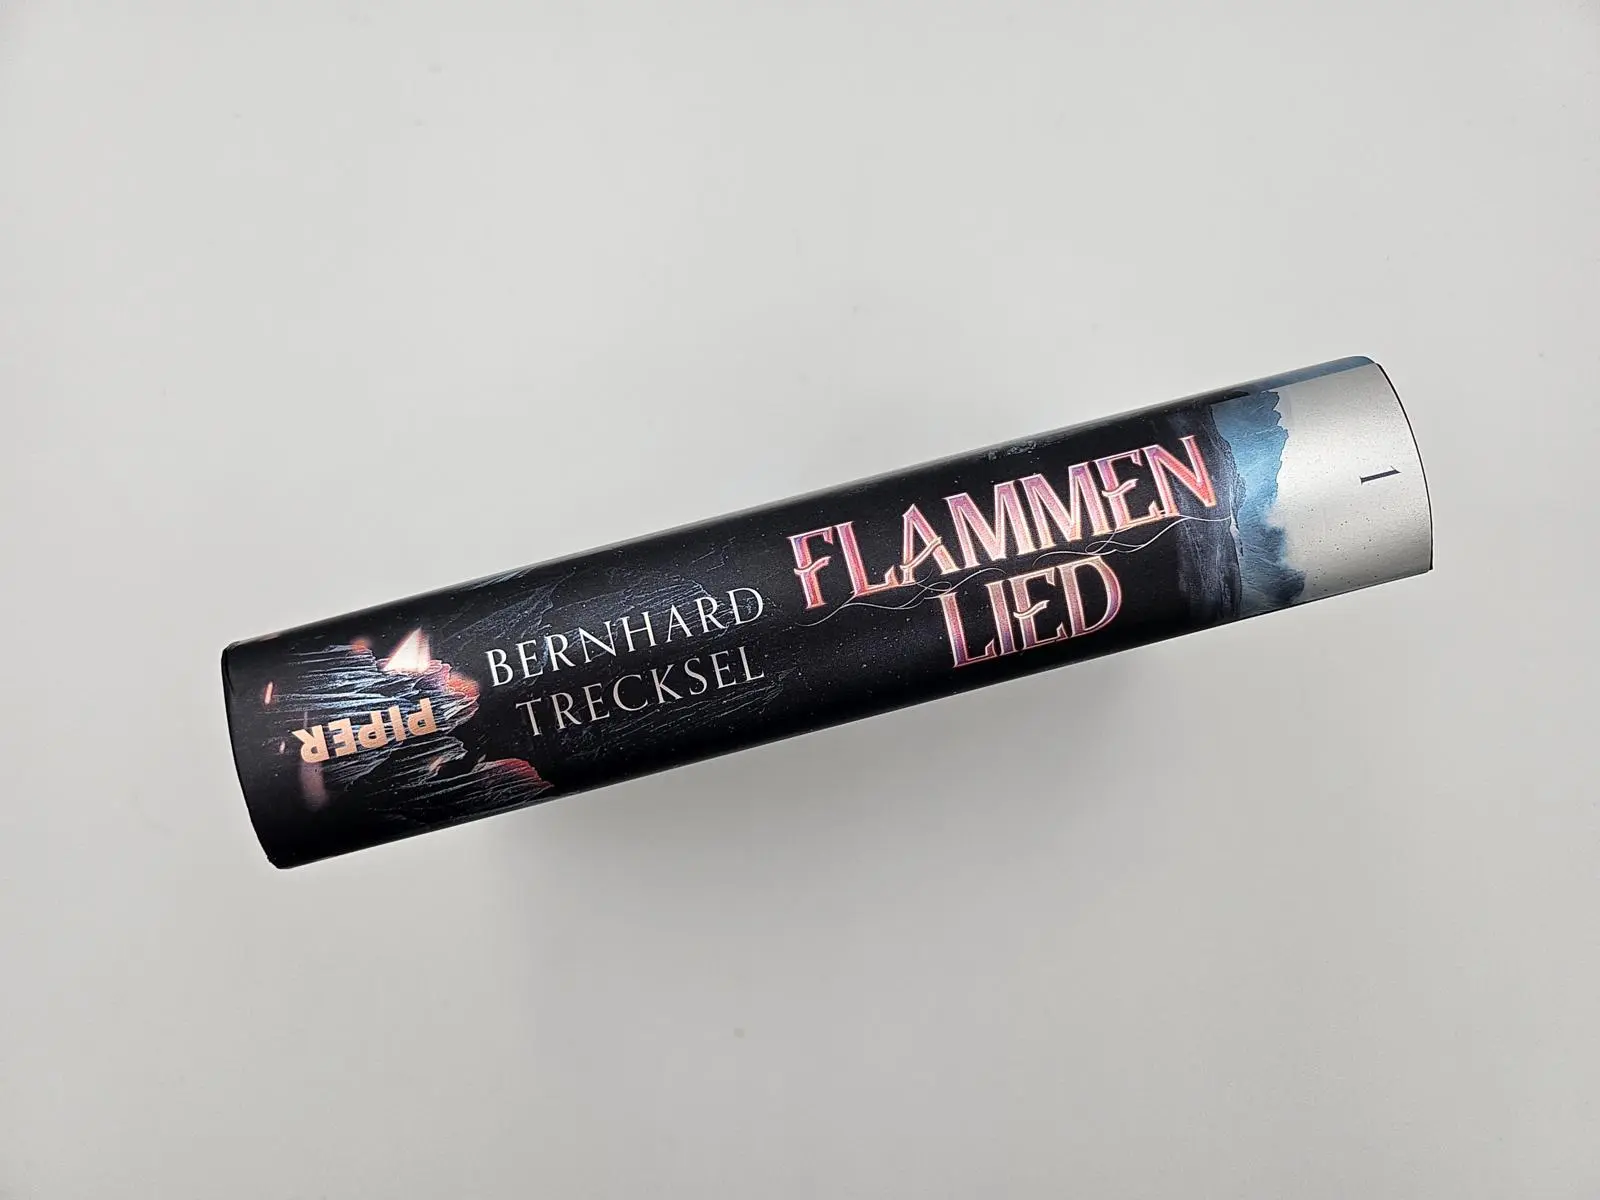 FLAMMEN
LIED
BERNHARD
TRECKSEL
PIPER
1